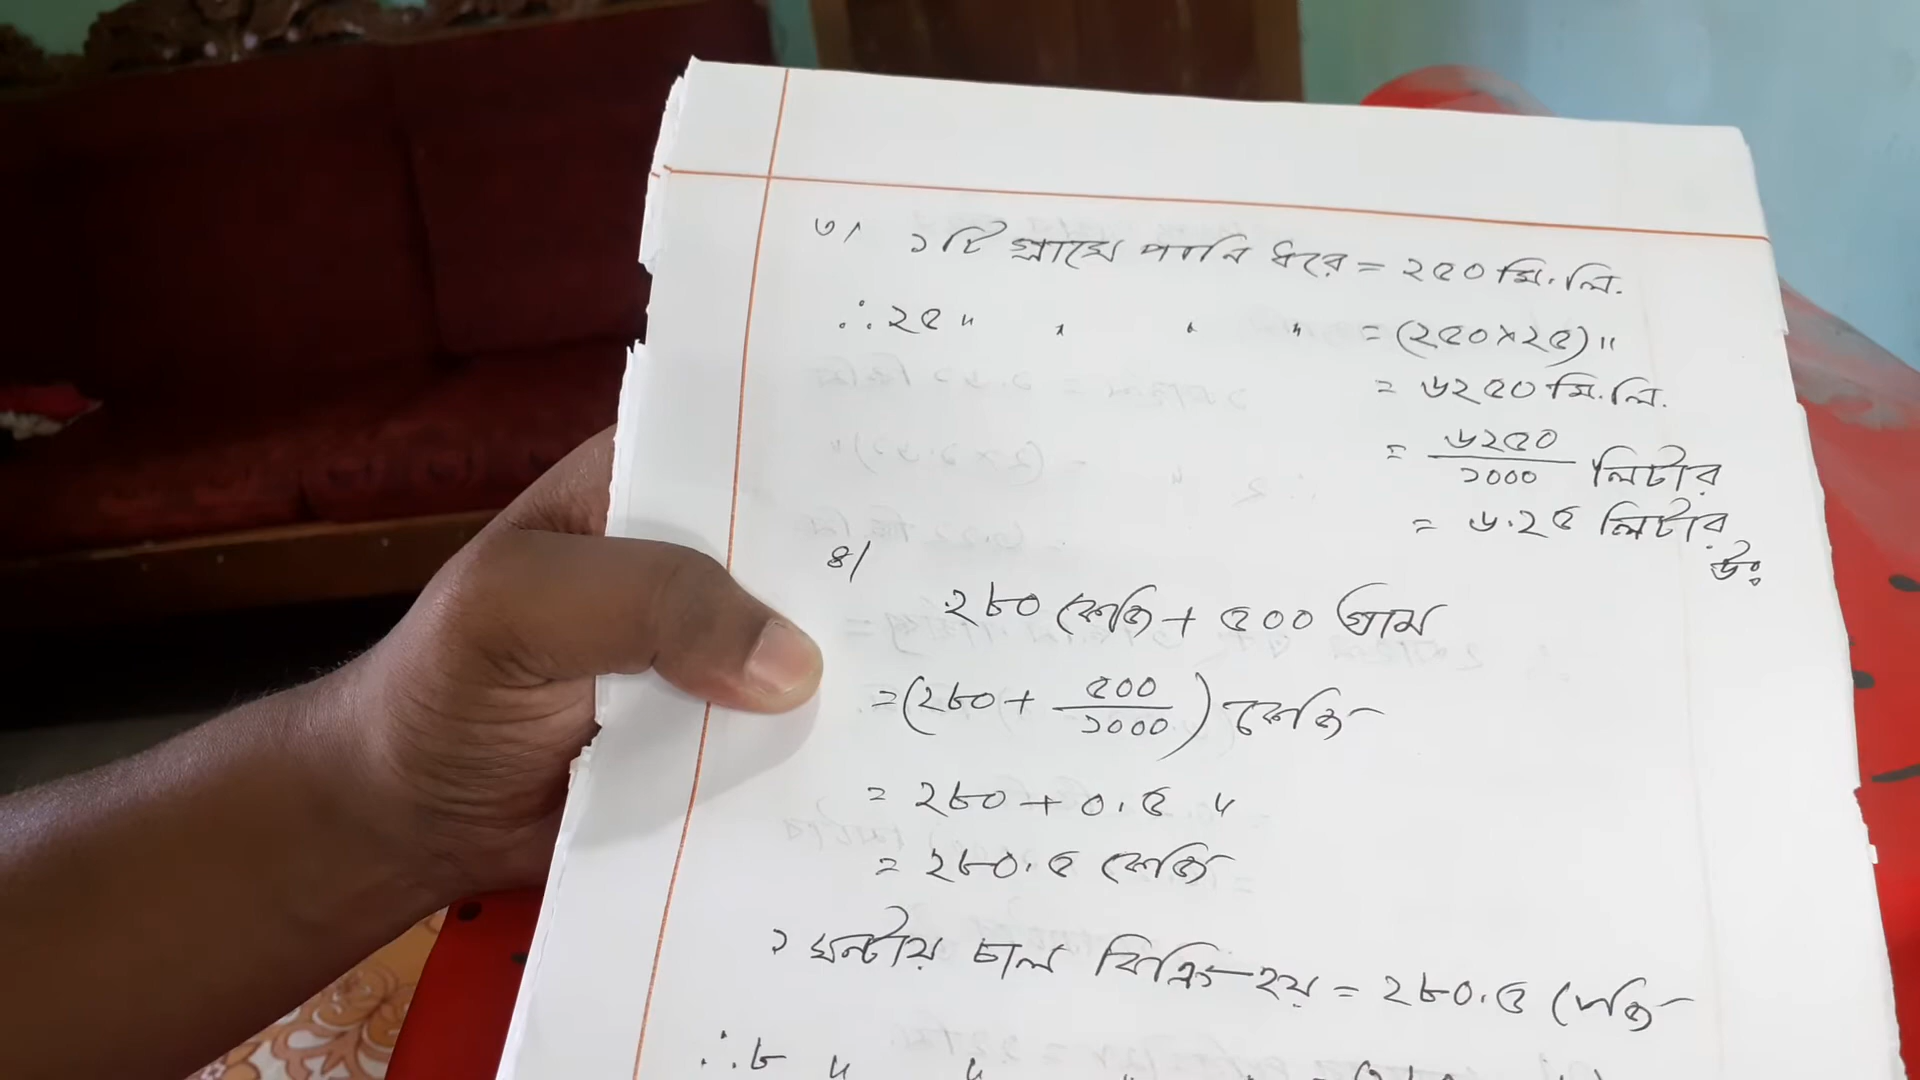 ৩। ১টি গ্লাসে পানি ধরে = ২৫০ মি.লি.
∴ ২৫ " " " " = (২৫০×২৫) "
= ৬২৫০ মি.লি.
= ৬২৫০/১০০০ লিটার
= ৬.২৫ লিটার
উঃ
৪।
২৮০ কেজি + ৫০০ গ্রাম
= (২৮০ + ৫০০/১০০০) কেজি
= ২৮০ + ০.৫ "
= ২৮০.৫ কেজি
১ ঘন্টায় চাল বিক্রি হয় = ২৮০.৫ কেজি
∴ ৮ " "